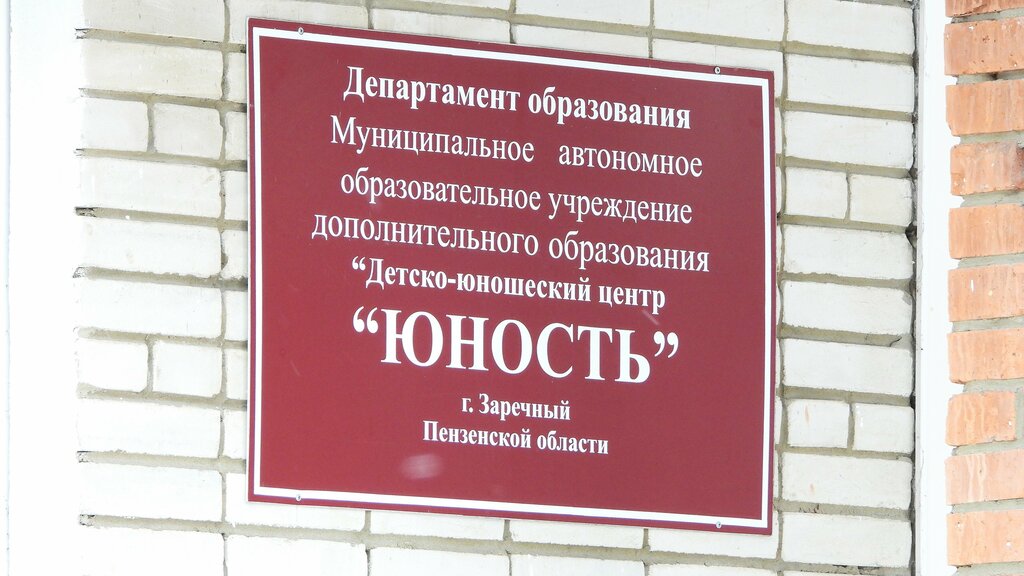 Департамент образования
Муниципальное автономное
образовательное учреждение
дополнительного образования
“Детско-юношеский центр
“ЮНОСТЬ”
г. Заречный
Пензенской области